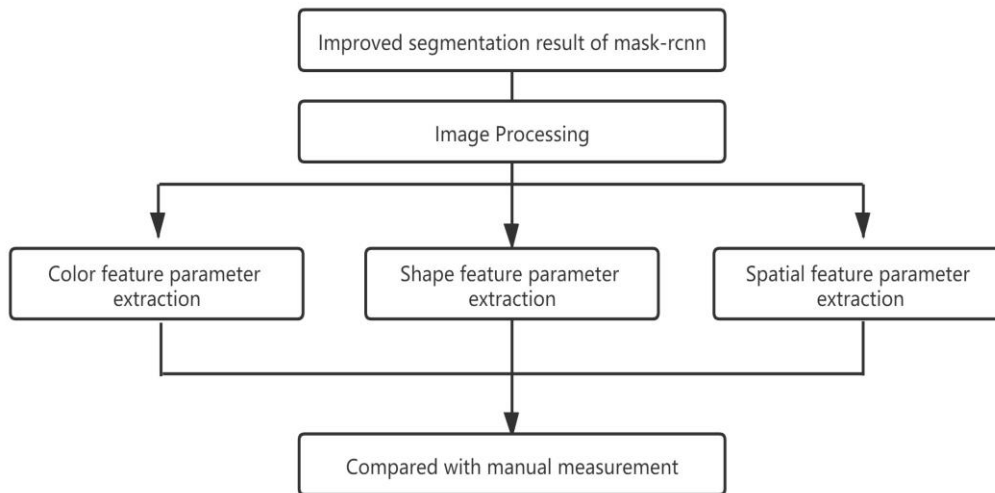 Improved segmentation result of mask-rcnn
Image Processing
Color feature parameter
extraction
Shape feature parameter
extraction
Spatial feature parameter
extraction
Compared with manual measurement